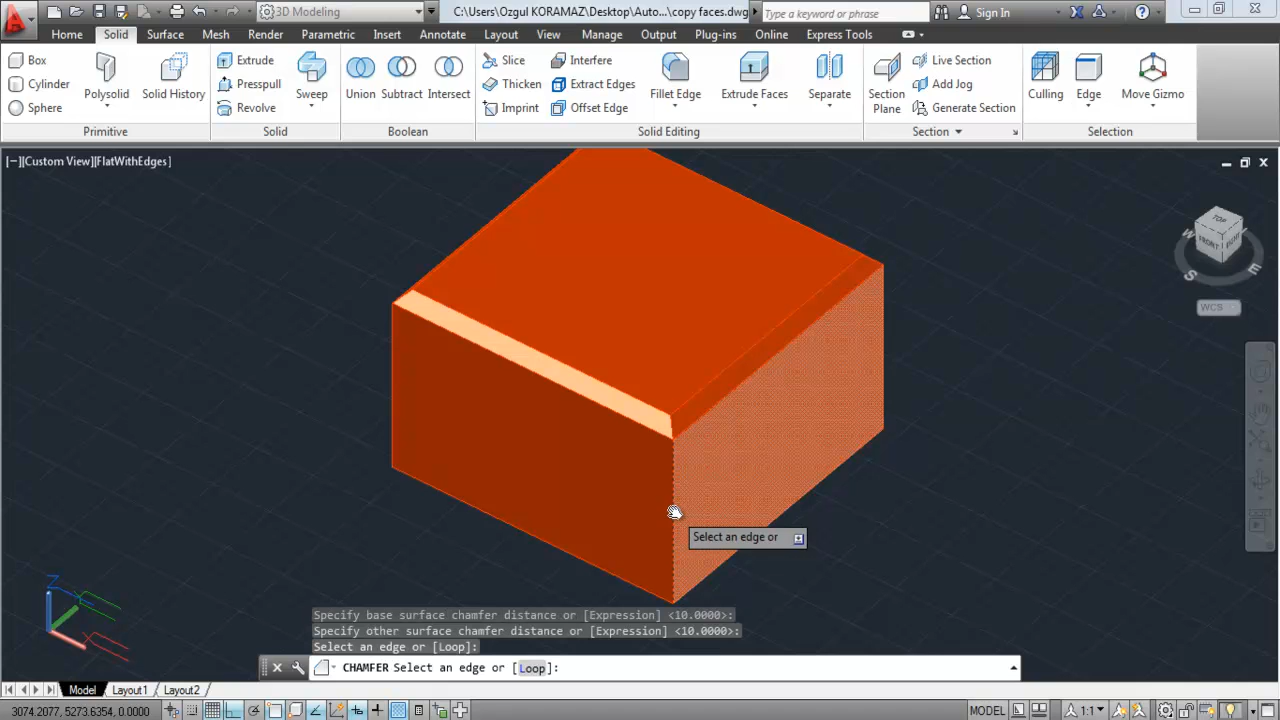 3D Modeling
C:\Users\Ozgul KORAMAZ\Desktop\Auto...\copy faces.dwg
Type a keyword or phrase
Sign In
Home Solid Surface Mesh Render Parametric Insert Annotate Layout View Manage Output Plug-ins Online Express Tools
Box
Cylinder
Sphere
Polysolid
Solid History
Extrude
Presspull
Revolve
Sweep
Union
Subtract
Intersect
Slice
Thicken
Imprint
Interfere
Extract Edges
Offset Edge
Fillet Edge
Extrude Faces
Separate
Section
Plane
Live Section
Add Jog
Generate Section
Culling
Edge
Move Gizmo
Primitive
Solid
Boolean
Solid Editing
Section
Selection
[−][Custom View][FlatWithEdges]
TOP
FRONT
RIGHT
W
S
E
WCS
Select an edge or
Z
Y
X
Specify base surface chamfer distance or [Expression] <10.0000>:
Specify other surface chamfer distance or [Expression] <10.0000>:
Select an edge or [Loop]:
CHAMFER Select an edge or [Loop]:
Model Layout1 Layout2
3074.2077, 5273.6354, 0.0000
MODEL
1:1